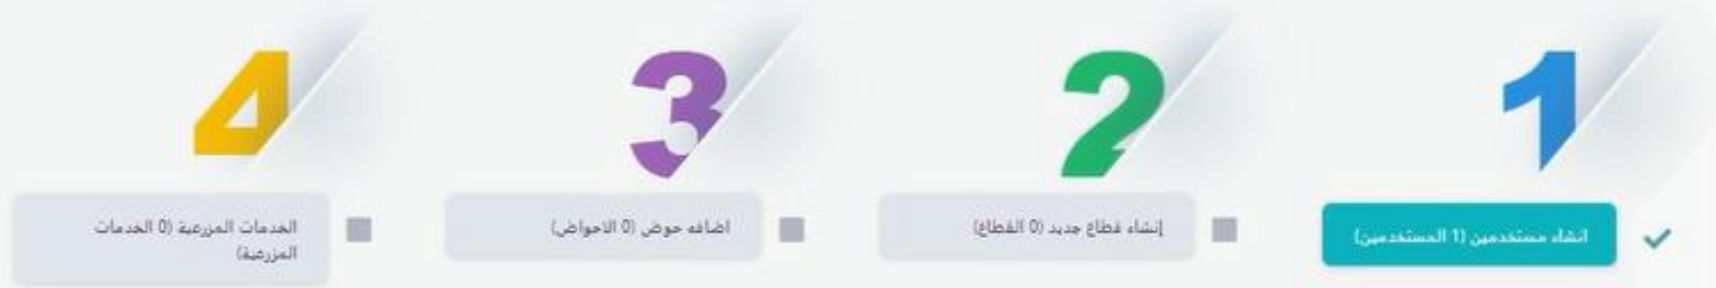 1
2
3
4
انشاء مستخدمين (1 المستخدمين)
إنشاء قطاع جديد (0 القطاع)
اضافه حوض (0 الاحواض)
الخدمات المزرعية (0 الخدمات
المزرعية)